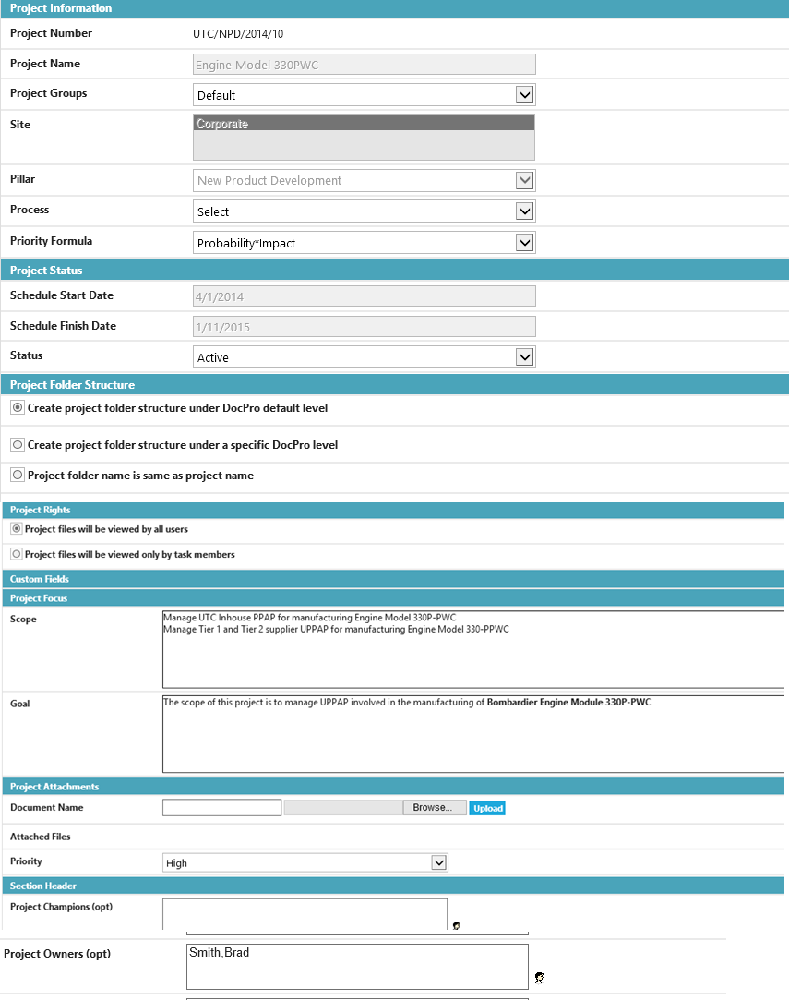 Project Information
Project Number UTC/NPD/2014/10
Project Name Engine Model 330PWC
Project Groups Default
Site Corporate
Pillar New Product Development
Process Select
Priority Formula Probability*Impact
Project Status
Schedule Start Date 4/1/2014
Schedule Finish Date 1/11/2015
Status Active
Project Folder Structure
Create project folder structure under DocPro default level
Create project folder structure under a specific DocPro level
Project folder name is same as project name
Project Rights
Project files will be viewed by all users
Project files will be viewed only by task members
Custom Fields
Project Focus
Scope Manage UTC Inhouse PPAP for manufacturing Engine Model 330P-PWC
Manage Tier 1 and Tier 2 supplier UPPAP for manufacturing Engine Model 330-PPWC
Goal The scope of this project is to manage UPPAP involved in the manufacturing of Bombardier Engine Module 330P-PWC
Project Attachments
Document Name Browse... Upload
Attached Files
Priority High
Section Header
Project Champions (opt)
Project Owners (opt) Smith,Brad